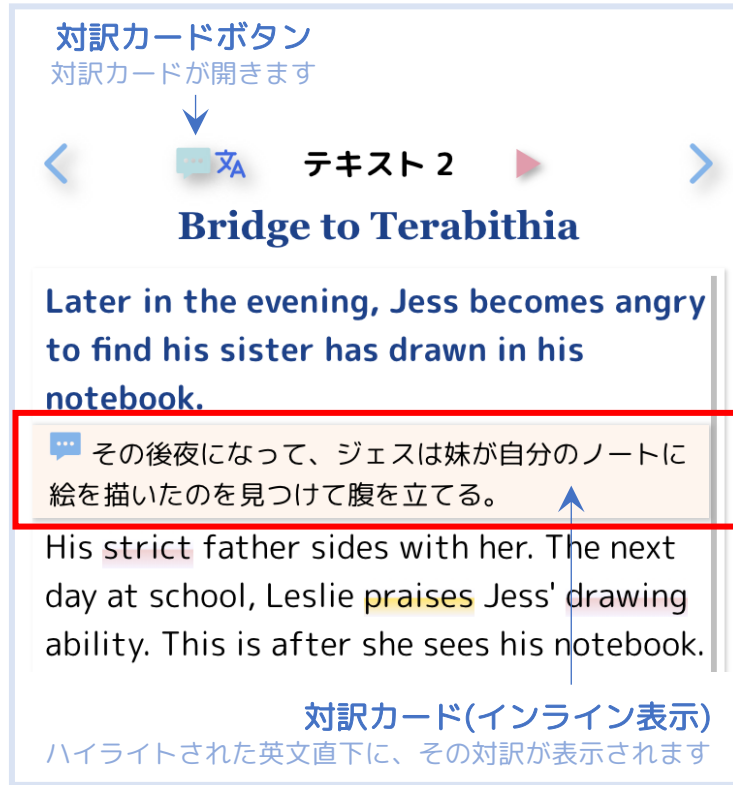 対訳カードボタン
対訳カードが開きます
文A テキスト 2
Bridge to Terabithia
Later in the evening, Jess becomes angry
to find his sister has drawn in his
notebook.
その後夜になって、ジェスは妹が自分のノートに
絵を描いたのを見つけて腹を立てる。
His strict father sides with her. The next
day at school, Leslie praises Jess' drawing
ability. This is after she sees his notebook.
対訳カード(インライン表示)
ハイライトされた英文直下に、その対訳が表示されます